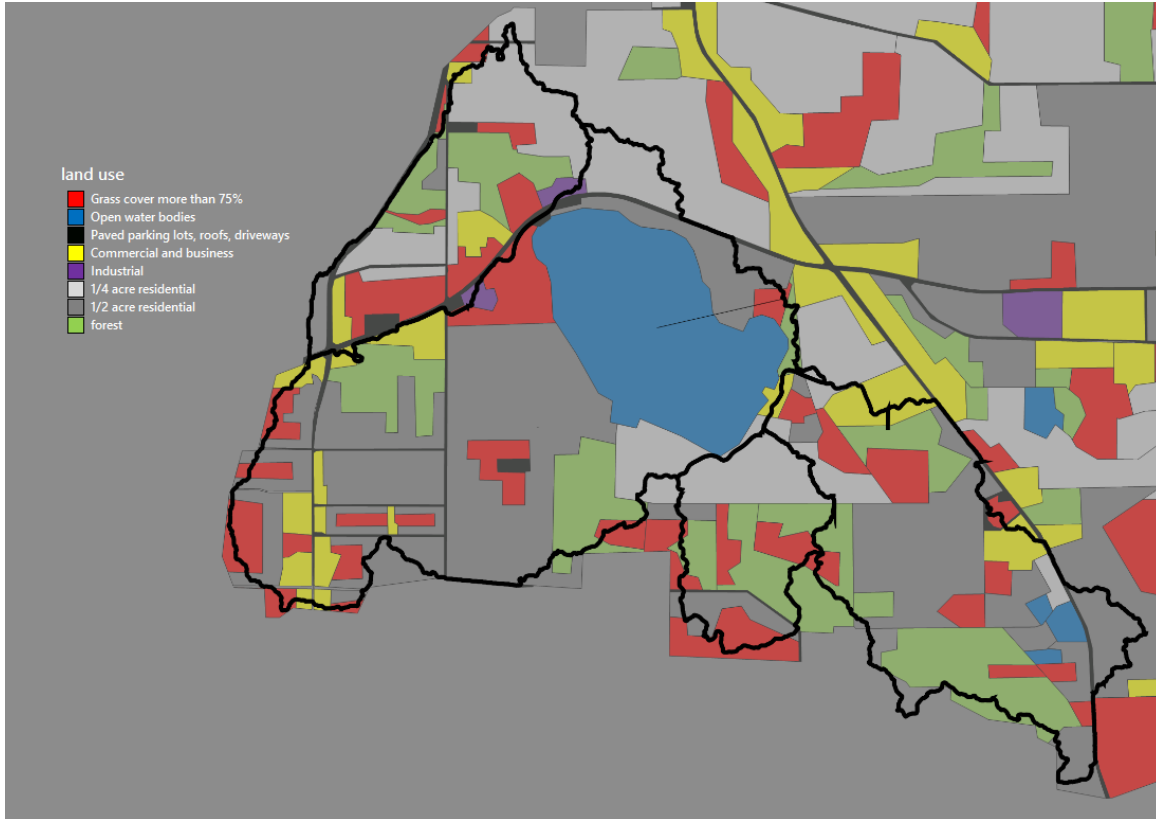 land use
Grass cover more than 75%
Open water bodies
Paved parking lots, roofs, driveways
Commercial and business
Industrial
1/4 acre residential
1/2 acre residential
forest